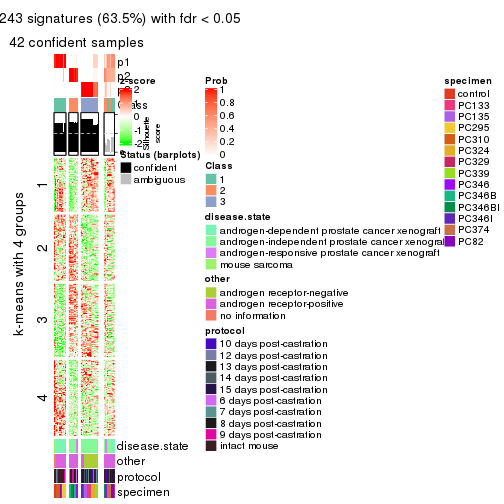 243 signatures (63.5%) with fdr < 0.05
42 confident samples
p1
p2
Class
z-score
2
1
0
-1
-2
Silhouette
score
Status (barplots)
confident
ambiguous
k-means with 4 groups
1
2
3
4
disease.state
other
protocol
specimen
Prob
1
0.8
0.6
0.4
0.2
0
Class
1
2
3
disease.state
androgen-dependent prostate cancer xenograft
androgen-independent prostate cancer xenograf
androgen-responsive prostate cancer xenograft
mouse sarcoma
other
androgen receptor-negative
androgen receptor-positive
no information
protocol
10 days post-castration
12 days post-castration
13 days post-castration
14 days post-castration
15 days post-castration
6 days post-castration
7 days post-castration
8 days post-castration
9 days post-castration
intact mouse
specimen
control
PC133
PC135
PC295
PC310
PC324
PC329
PC339
PC346
PC346B
PC346BI
PC346I
PC374
PC82